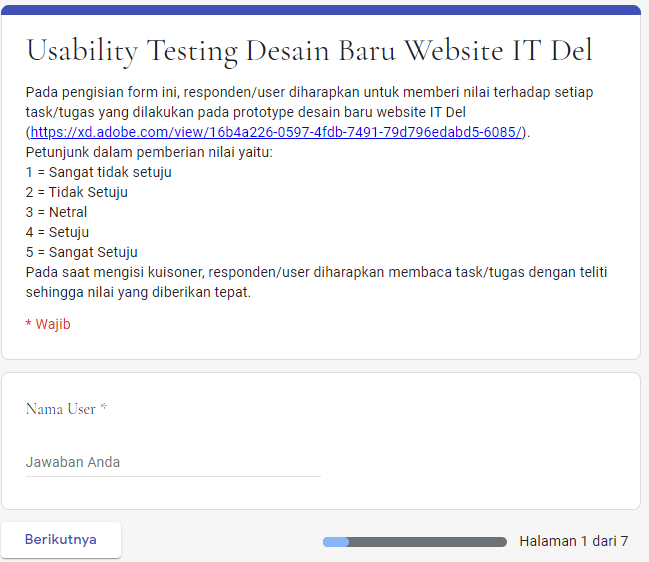 Usability Testing Desain Baru Website IT Del
Pada pengisian form ini, responden/user diharapkan untuk memberi nilai terhadap setiap
task/tugas yang dilakukan pada prototype desain baru website IT Del
(https://xd.adobe.com/view/16b4a226-0597-4fdb-7491-79d796edabd5-6085/).
Petunjuk dalam pemberian nilai yaitu:
1 = Sangat tidak setuju
2 = Tidak Setuju
3 = Netral
4 = Setuju
5 = Sangat Setuju
Pada saat mengisi kuisoner, responden/user diharapkan membaca task/tugas dengan teliti
sehingga nilai yang diberikan tepat.
* Wajib
Nama User *
Jawaban Anda
Berikutnya
Halaman 1 dari 7